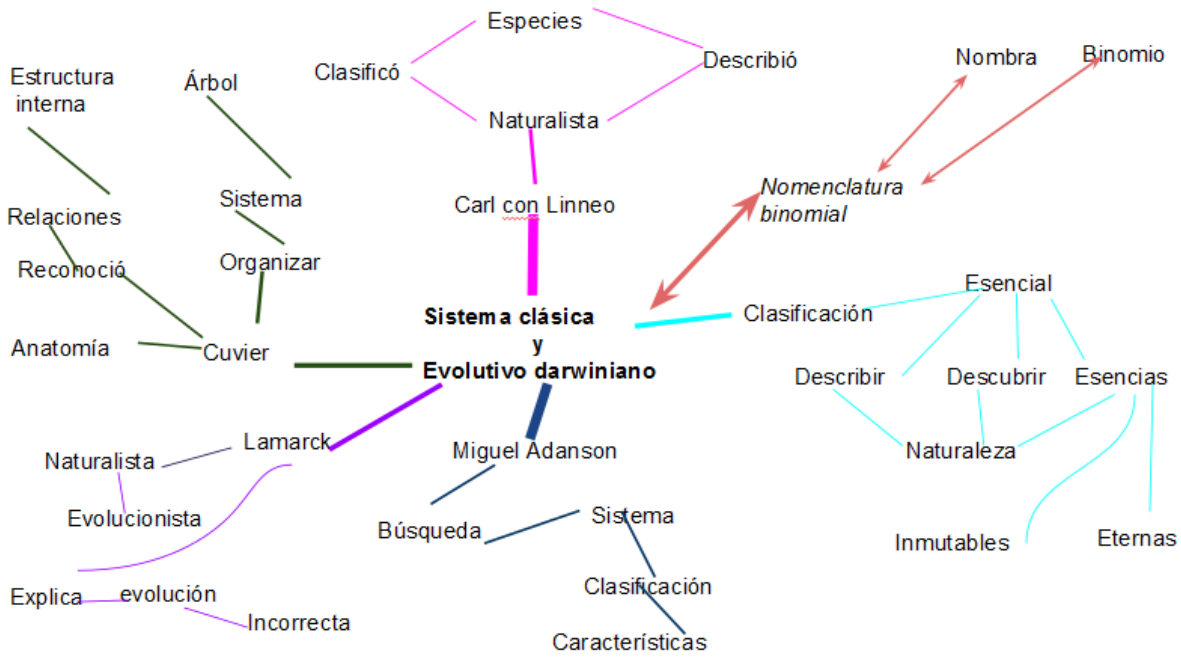 Especies
Clasificó
Describió
Naturalista
Carl con Linneo
Nombra
Binomio
Nomenclatura
binomial
Estructura
interna
Árbol
Sistema
Relaciones
Organizar
Reconoció
Anatomía
Cuvier
Sistema clásica
y
Evolutivo darwiniano
Clasificación
Esencial
Describir
Descubrir
Esencias
Naturaleza
Inmutables
Eternas
Lamarck
Naturalista
Evolucionista
Explica
evolución
Incorrecta
Miguel Adanson
Búsqueda
Sistema
Clasificación
Características